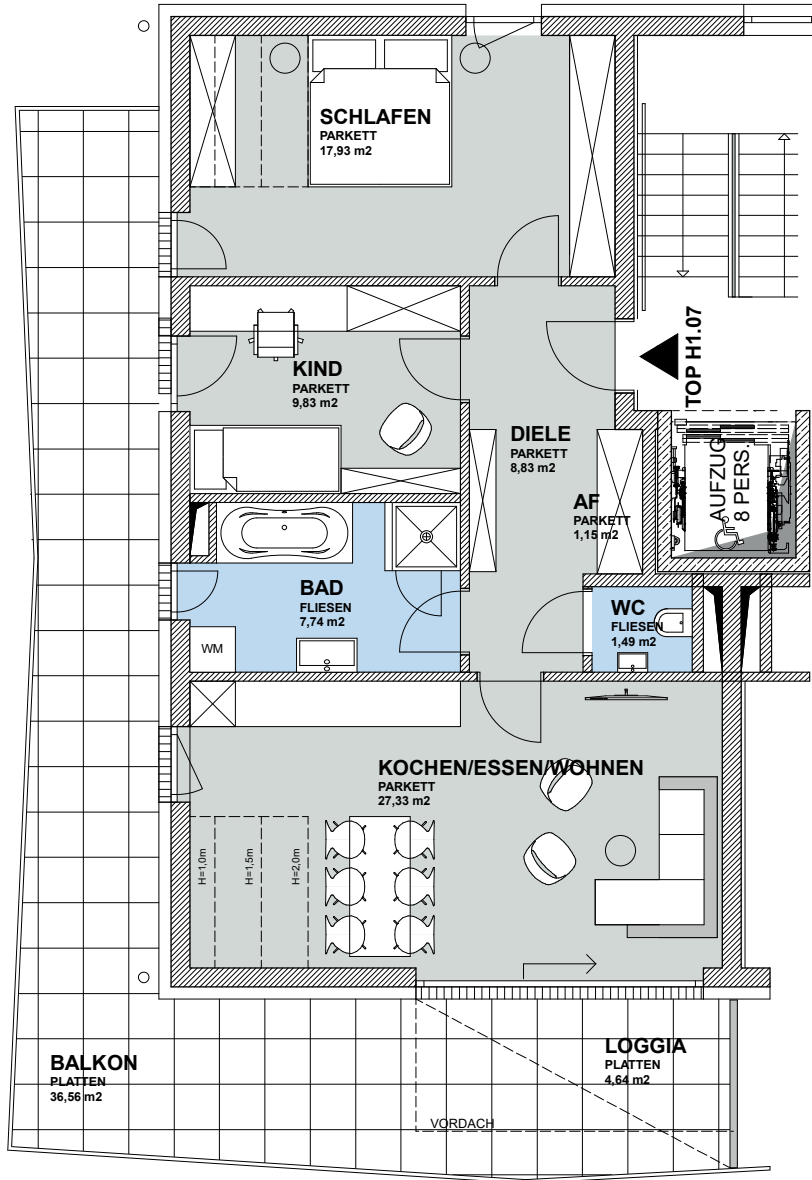 SCHLAFEN
PARKETT
17,93 m2
TOP H1.07
KIND
PARKETT
9,83 m2
DIELE
PARKETT
8,83 m2
AUFZUG
8 PERS.
AF
PARKETT
1,15 m2
BAD
FLIESEN
7,74 m2
WC
FLIESEN
1,49 m2
WM
KOCHEN/ESSEN/WOHNEN
PARKETT
27,33 m2
H=1,0m
H=1,5m
H=2,0m
BALKON
PLATTEN
36,56 m2
LOGGIA
PLATTEN
4,64 m2
VORDACH